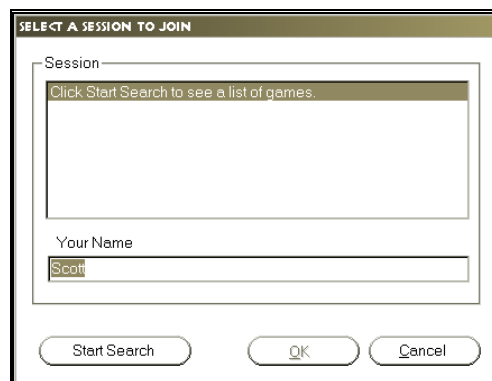 SELECT A SESSION TO JOIN
Session
Click Start Search to see a list of games.
Your Name
Scott
Start Search
OK
Cancel